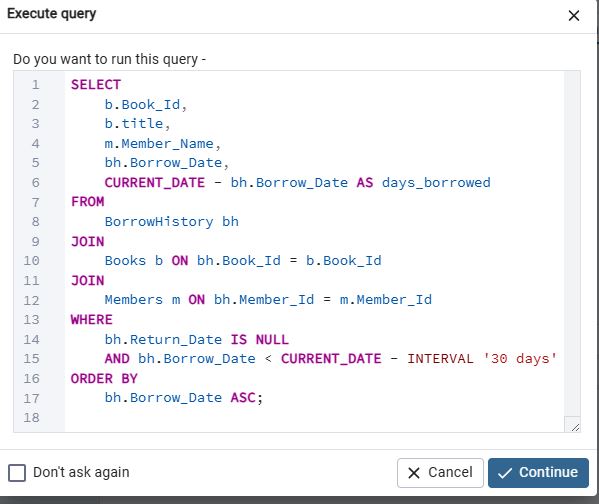 Execute query
Do you want to run this query -
1 SELECT
2 b.Book_Id,
3 b.title,
4 m.Member_Name,
5 bh.Borrow_Date,
6 CURRENT_DATE - bh.Borrow_Date AS days_borrowed
7 FROM
8 BorrowHistory bh
9 JOIN
10 Books b ON bh.Book_Id = b.Book_Id
11 JOIN
12 Members m ON bh.Member_Id = m.Member_Id
13 WHERE
14 bh.Return_Date IS NULL
15 AND bh.Borrow_Date < CURRENT_DATE - INTERVAL '30 days'
16 ORDER BY
17 bh.Borrow_Date ASC;
18
Don't ask again
Cancel
Continue